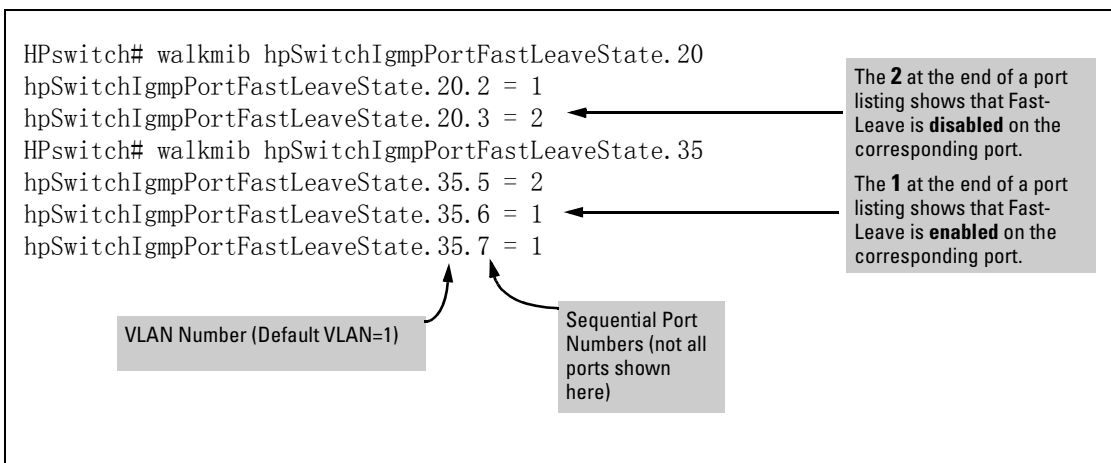 HPswitch# walkmib hpSwitchIgmpPortFastLeaveState.20
hpSwitchIgmpPortFastLeaveState.20.2 = 1
hpSwitchIgmpPortFastLeaveState.20.3 = 2
HPswitch# walkmib hpSwitchIgmpPortFastLeaveState.35
hpSwitchIgmpPortFastLeaveState.35.5 = 2
hpSwitchIgmpPortFastLeaveState.35.6 = 1
hpSwitchIgmpPortFastLeaveState.35.7 = 1
The 2 at the end of a port
listing shows that Fast-
Leave is disabled on the
corresponding port.
The 1 at the end of a port
listing shows that Fast-
Leave is enabled on the
corresponding port.
VLAN Number (Default VLAN=1)
Sequential Port
Numbers (not all
ports shown
here)